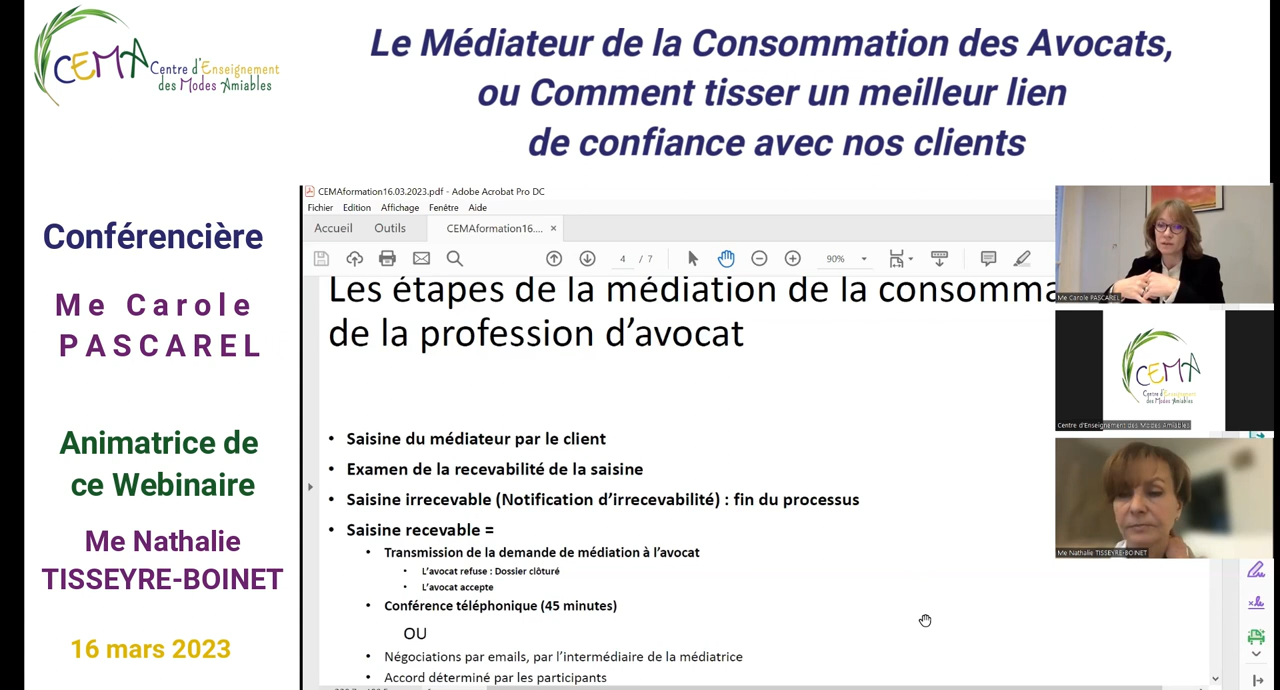 CEMA Centre d'Enseignement
des Modes Amiables
Le Médiateur de la Consommation des Avocats,
ou Comment tisser un meilleur lien
de confiance avec nos clients
Conférencière
Me Carole
PASCAREL
Animatrice de
ce Webinaire
Me Nathalie
TISSEYRE-BOINET
16 mars 2023
CEMAformation16.03.2023.pdf - Adobe Acrobat Pro DC
Fichier Edition Affichage Fenêtre Aide
Accueil Outils CEMAformation16.... ×
4 / 7 90%
Les étapes de la médiation de la consomma
de la profession d'avocat
• Saisine du médiateur par le client
• Examen de la recevabilité de la saisine
• Saisine irrecevable (Notification d'irrecevabilité) : fin du processus
• Saisine recevable =
• Transmission de la demande de médiation à l'avocat
• L'avocat refuse : Dossier clôturé
• L'avocat accepte
• Conférence téléphonique (45 minutes)
OU
• Négociations par emails, par l'intermédiaire de la médiatrice
• Accord déterminé par les participants
Me Carole PASCAREL
CEMA
Centre d'Enseignement
des Modes Amiables
Centre d'Enseignement des Modes Amiables
Me Nathalie TISSEYRE-BOINET